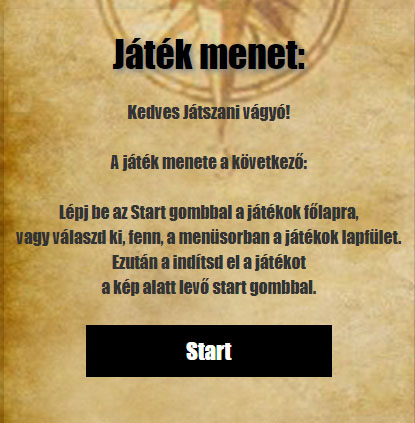 Játék menet:
Kedves Játszani vágyó!
A játék menete a következő:
Lépj be az Start gombbal a játékok főlapra,
vagy válaszd ki, fenn, a menüsorban a játékok lapfület.
Ezután a indítsd el a játékot
a kép alatt levő start gombbal.
Start